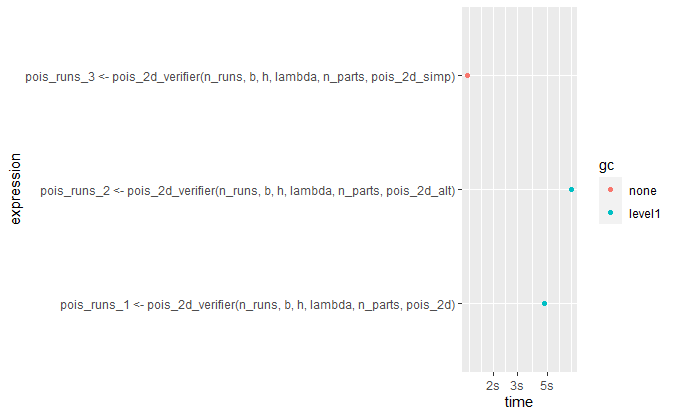 pois_runs_3 <- pois_2d_verifier(n_runs, b, h, lambda, n_parts, pois_2d_simp)
pois_runs_2 <- pois_2d_verifier(n_runs, b, h, lambda, n_parts, pois_2d_alt)
pois_runs_1 <- pois_2d_verifier(n_runs, b, h, lambda, n_parts, pois_2d)
expression
2s 3s 5s
time
gc
none
level1